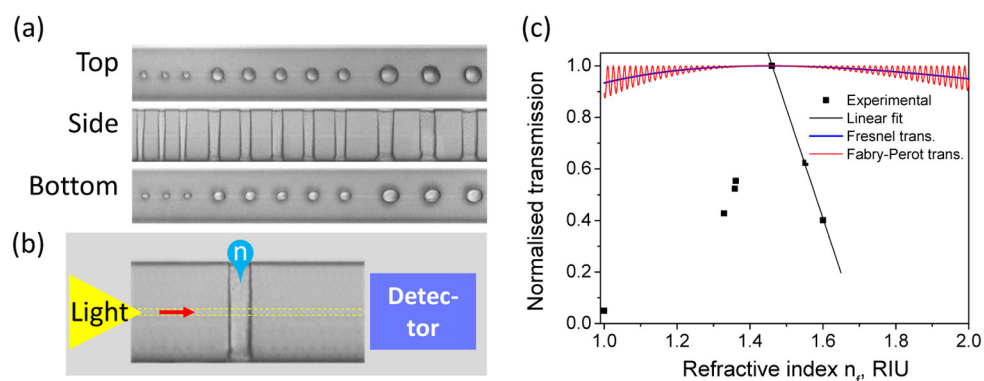 (a)
Top
Side
Bottom
(b)
n
Light
Detec-
tor
(c)
Normalised transmission
1.0
0.8
0.6
0.4
0.2
0.0
Experimental
Linear fit
Fresnel trans.
Fabry-Perot trans.
1.0 1.2 1.4 1.6 1.8 2.0
Refractive index nf, RIU